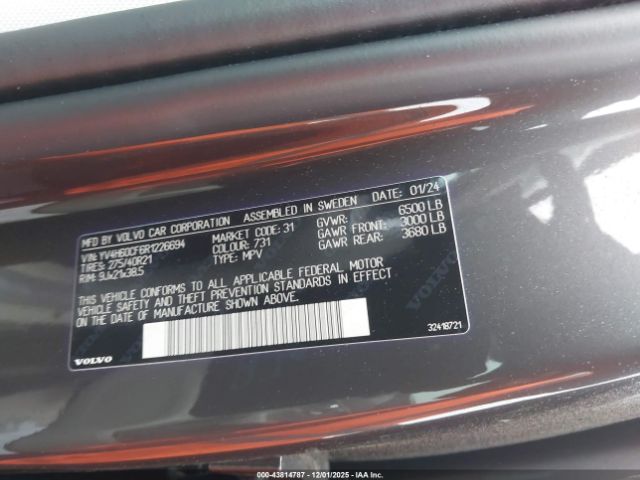 MFD BY VOLVO CAR CORPORATION ASSEMBLED IN SWEDEN DATE: 01/24
VIN: YV4H60CF6R1226694 MARKET CODE: 31 GVWR: 6500 LB
TIRES: 275/40R21 COLOUR: 731 GAWR FRONT: 3000 LB
RIM: 9Jx21x38.5 TYPE: MPV GAWR REAR: 3680 LB
THIS VEHICLE CONFORMS TO ALL APPLICABLE FEDERAL MOTOR
VEHICLE SAFETY AND THEFT PREVENTION STANDARDS IN EFFECT
ON THE DATE OF MANUFACTURE SHOWN ABOVE.
VOLVO 32418721
00-43814787 - 12/01/2025 - IAAI.CA